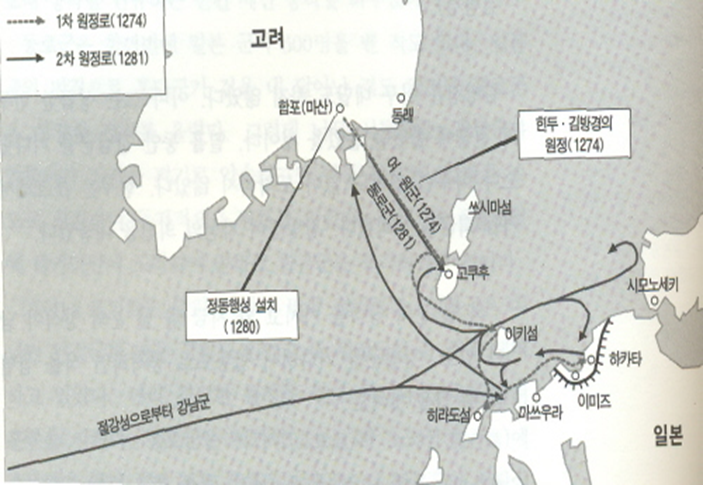 1차 원정로(1274)
2차 원정로(1281)
고려
합포(마산)
동래
흔두·김방경의
원정(1274)
여·원군(1274)
동로군(1281)
쓰시마섬
고쿠후
시모노세키
정동행성 설치
(1280)
이키섬
하카타
이미즈
절강성으로부터 강남군
히라도섬
마쓰우라
일본